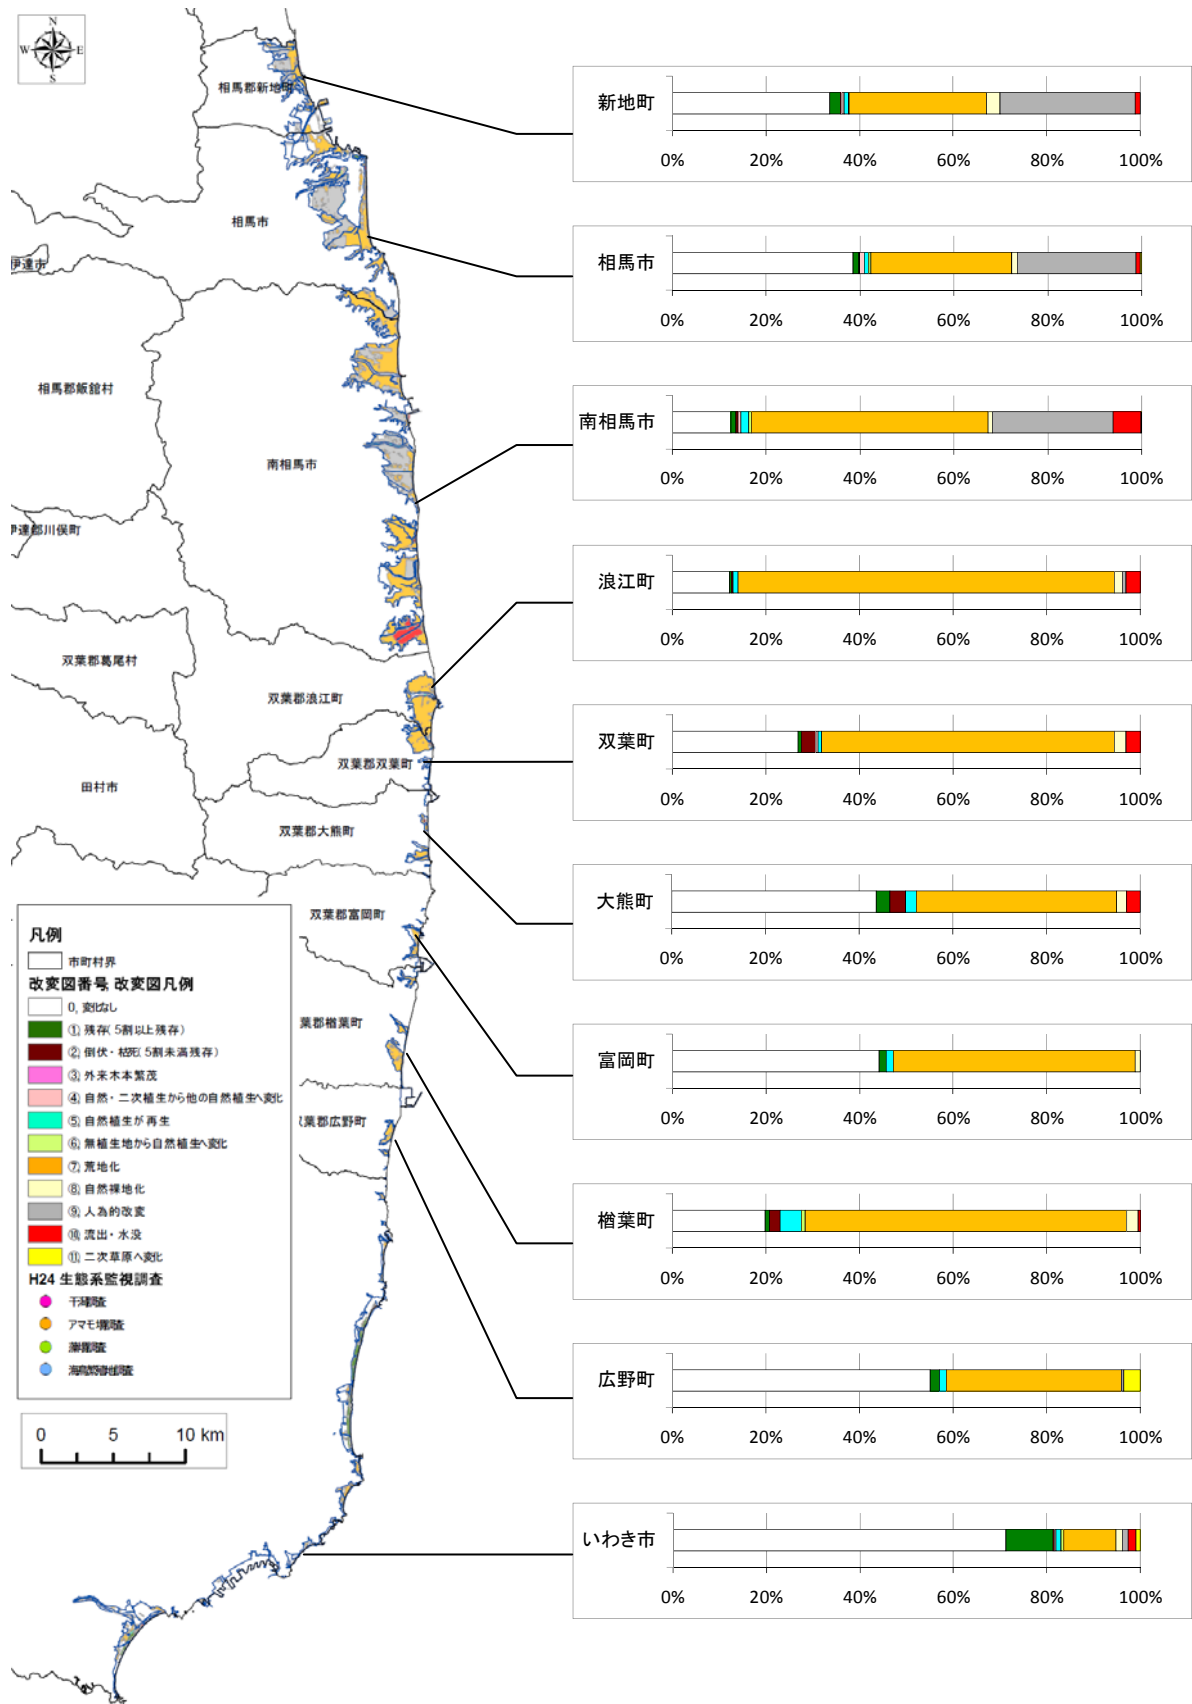 N
W
E
S
相馬郡新地町
相馬市
伊達市
相馬郡飯舘村
南相馬市
伊達郡川俣町
双葉郡葛尾村
双葉郡浪江町
双葉郡双葉町
田村市
双葉郡大熊町
双葉郡富岡町
葉郡楢葉町
双葉郡広野町
凡例
市町村界
改変図番号, 改変図凡例
0, 変化なし
①, 残存(5割以上残存)
②, 倒伏・枯死(5割未満残存)
③, 外来木本繁茂
④, 自然・二次植生から他の自然植生へ変化
⑤, 自然植生が再生
⑥, 無植生地から自然植生へ変化
⑦, 荒地化
⑧, 自然裸地化
⑨, 人為的改変
⑩, 流出・水没
⑪, 二次草原へ変化
H24 生態系監視調査
干潟調査
アマモ場調査
藻場調査
海鳥繁殖地調査
0 5 10 km
新地町
0% 20% 40% 60% 80% 100%
相馬市
0% 20% 40% 60% 80% 100%
南相馬市
0% 20% 40% 60% 80% 100%
浪江町
0% 20% 40% 60% 80% 100%
双葉町
0% 20% 40% 60% 80% 100%
大熊町
0% 20% 40% 60% 80% 100%
富岡町
0% 20% 40% 60% 80% 100%
楢葉町
0% 20% 40% 60% 80% 100%
広野町
0% 20% 40% 60% 80% 100%
いわき市
0% 20% 40% 60% 80% 100%